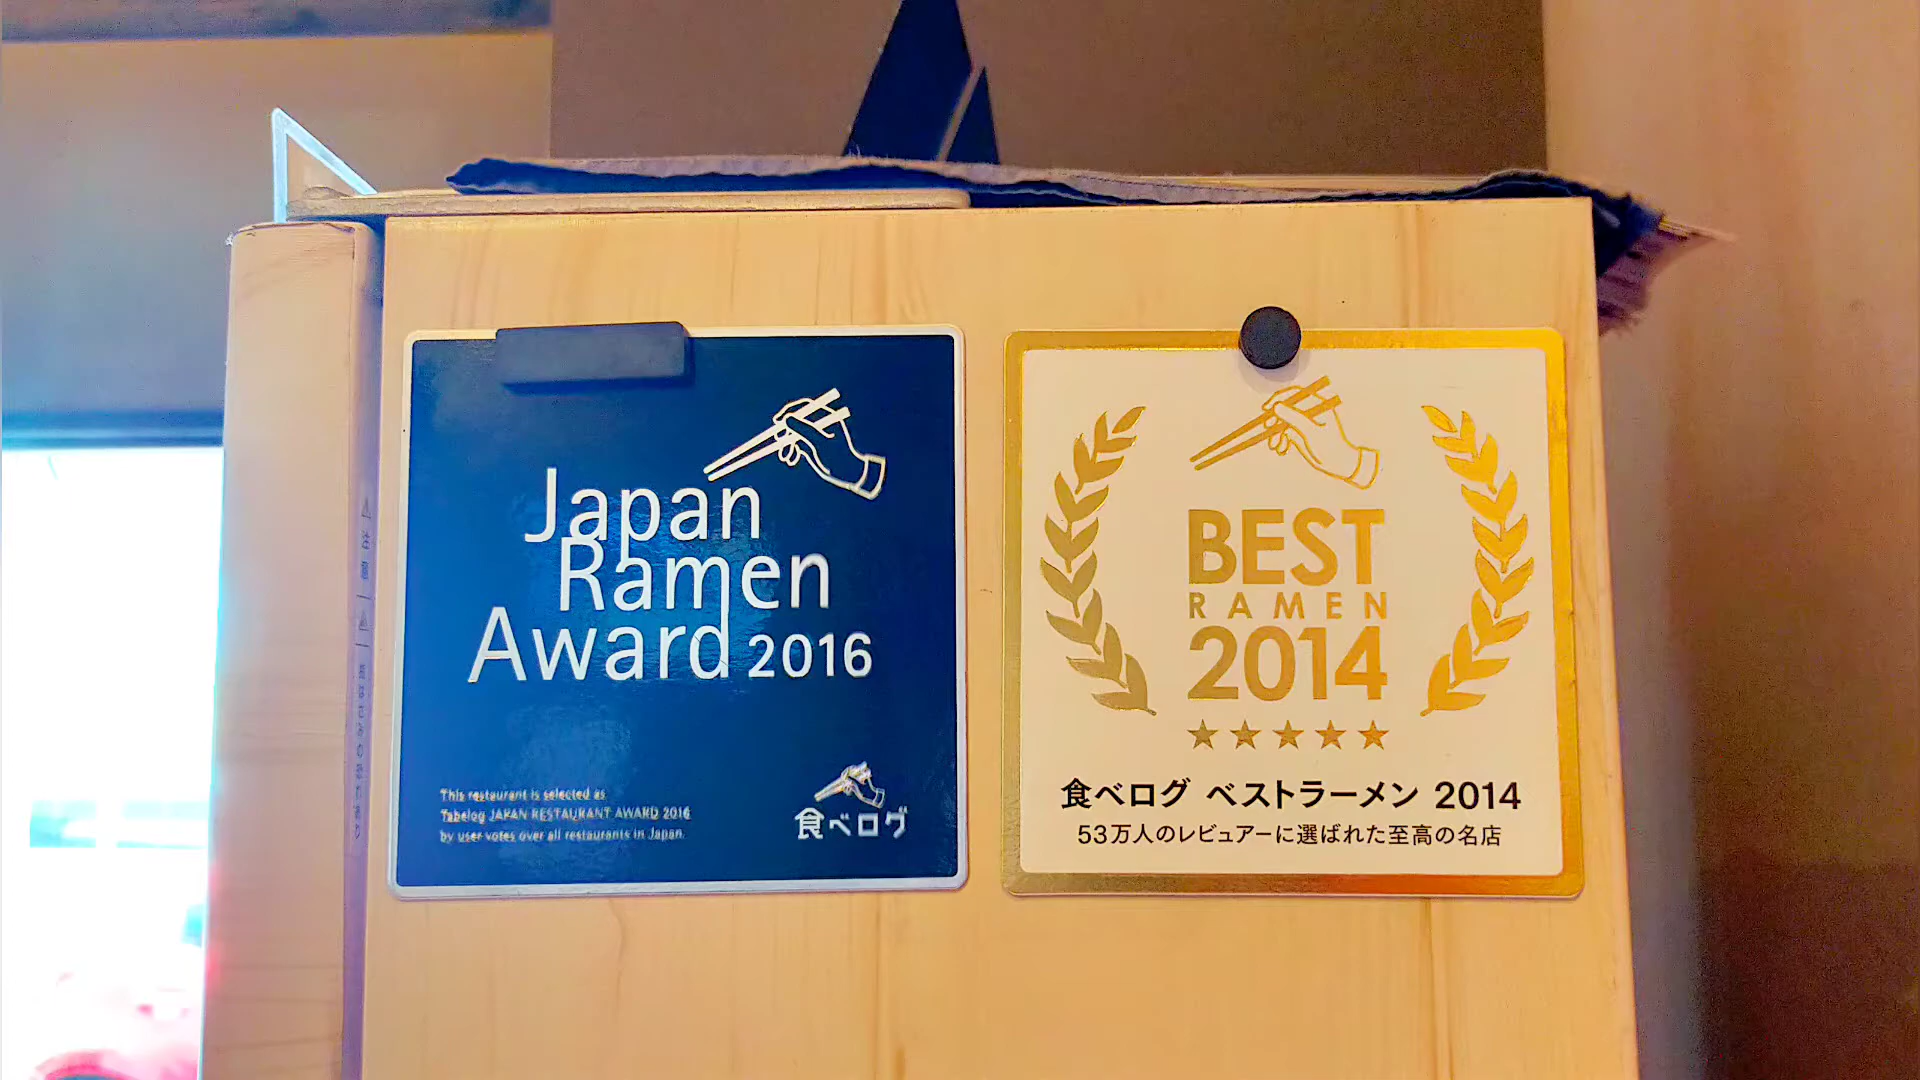 Japan
Ramen
Award 2016
This restaurant is selected as
Tabelog JAPAN RESTAURANT AWARD 2016
by user votes over all restaurants in Japan.
食べログ
BEST
RAMEN
2014
食べログ ベストラーメン 2014
53万人のレビュアーに選ばれた至高の名店